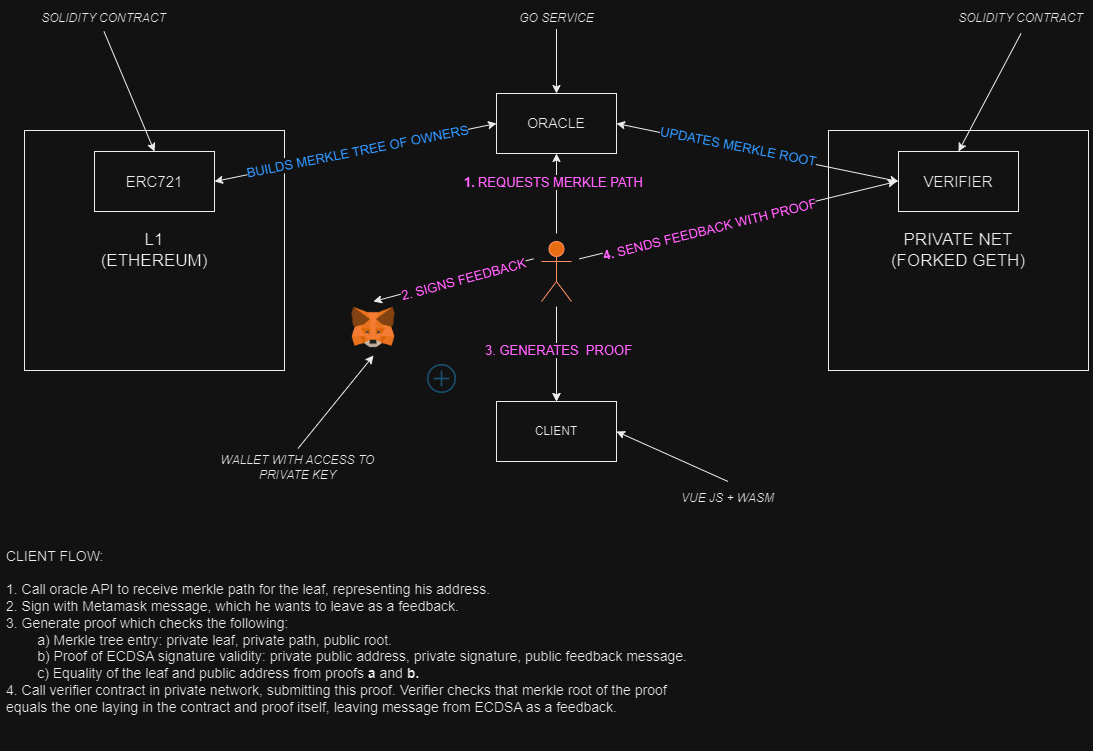 SOLIDITY CONTRACT
GO SERVICE
SOLIDITY CONTRACT
ORACLE
BUILDS MERKLE TREE OF OWNERS
UPDATES MERKLE ROOT
ERC721
1. REQUESTS MERKLE PATH
VERIFIER
L1
(ETHEREUM)
4. SENDS FEEDBACK WITH PROOF
PRIVATE NET
(FORKED GETH)
2. SIGNS FEEDBACK
3. GENERATES PROOF
CLIENT
WALLET WITH ACCESS TO
PRIVATE KEY
VUE JS + WASM
CLIENT FLOW:
1. Call oracle API to receive merkle path for the leaf, representing his address.
2. Sign with Metamask message, which he wants to leave as a feedback.
3. Generate proof which checks the following:
a) Merkle tree entry: private leaf, private path, public root.
b) Proof of ECDSA signature validity: private public address, private signature, public feedback message.
c) Equality of the leaf and public address from proofs a and b.
4. Call verifier contract in private network, submitting this proof. Verifier checks that merkle root of the proof
equals the one laying in the contract and proof itself, leaving message from ECDSA as a feedback.